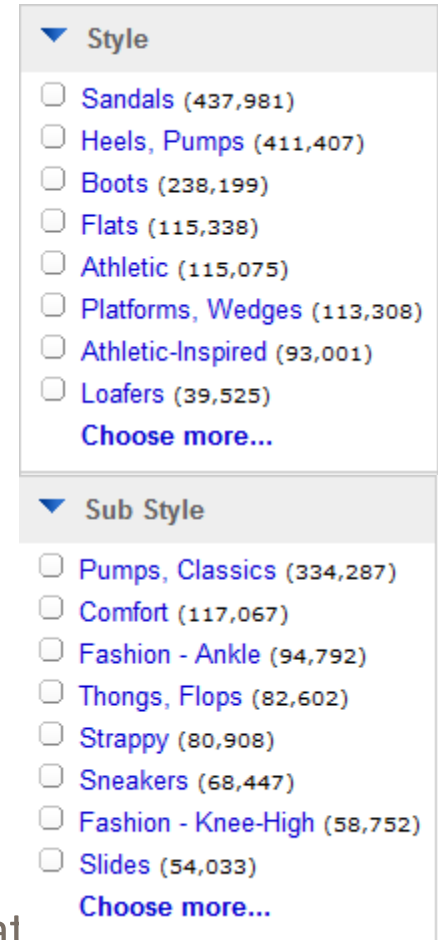 Style
Sandals (437,981)
Heels, Pumps (411,407)
Boots (238,199)
Flats (115,338)
Athletic (115,075)
Platforms, Wedges (113,308)
Athletic-Inspired (93,001)
Loafers (39,525)
Choose more...
Sub Style
Pumps, Classics (334,287)
Comfort (117,067)
Fashion - Ankle (94,792)
Thongs, Flops (82,602)
Strappy (80,908)
Sneakers (68,447)
Fashion - Knee-High (58,752)
Slides (54,033)
Choose more...